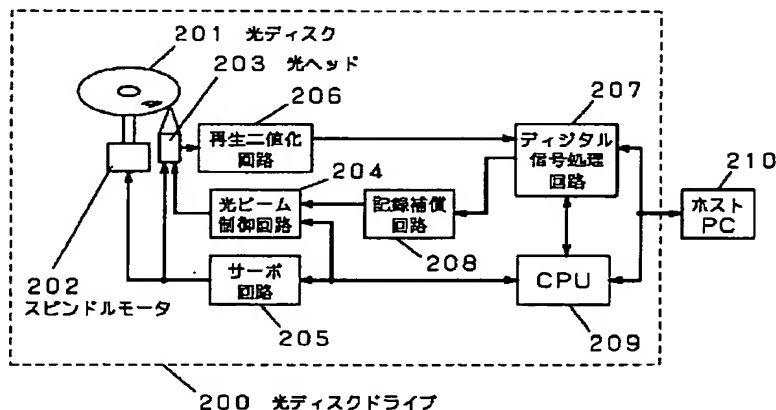 201 光ディスク
203 光ヘッド
206
207
再生二値化
回路
ディジタル
信号処理
回路
210
204
光ビーム
制御回路
記録補償
回路
208
ホスト
PC
202
スピンドルモータ
サーボ
回路
205
CPU
209
200 光ディスクドライブ